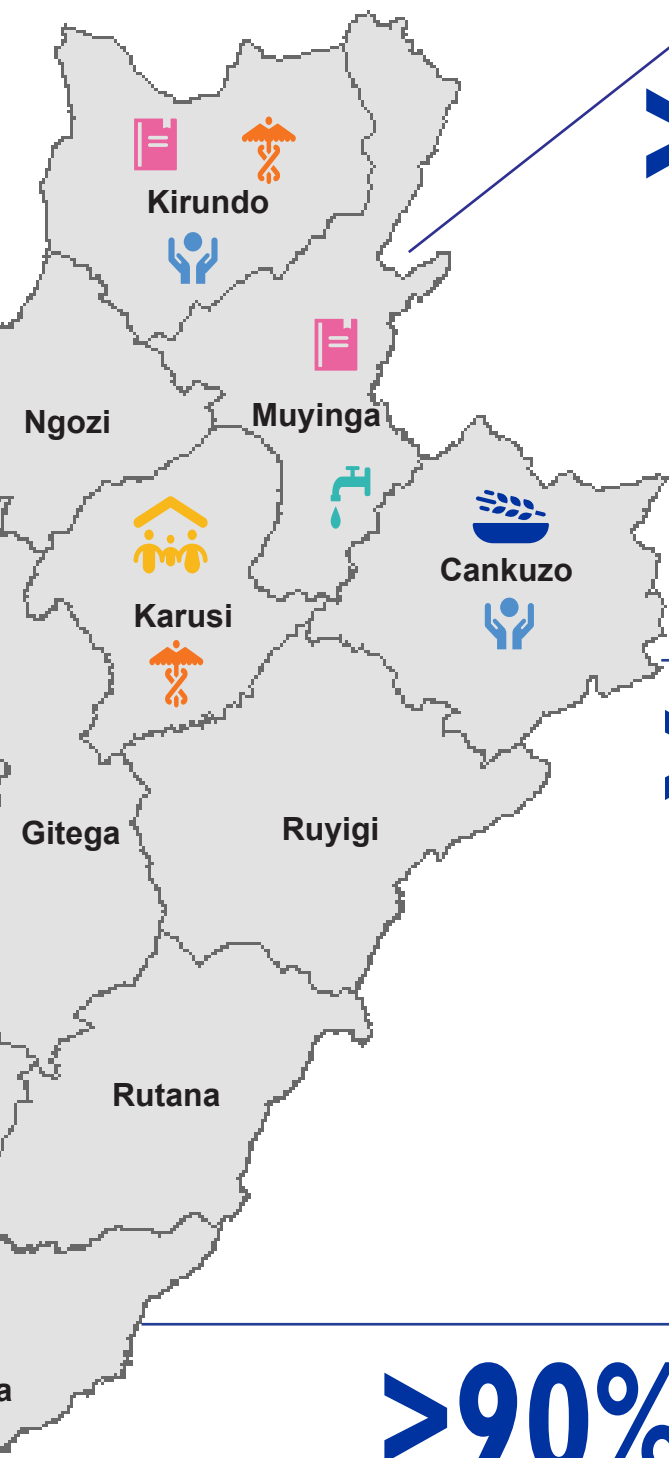 >
Kirundo
Ngozi
Muyinga
Cankuzo
Karusi
Gitega
Ruyigi
Rutana
a
>90%